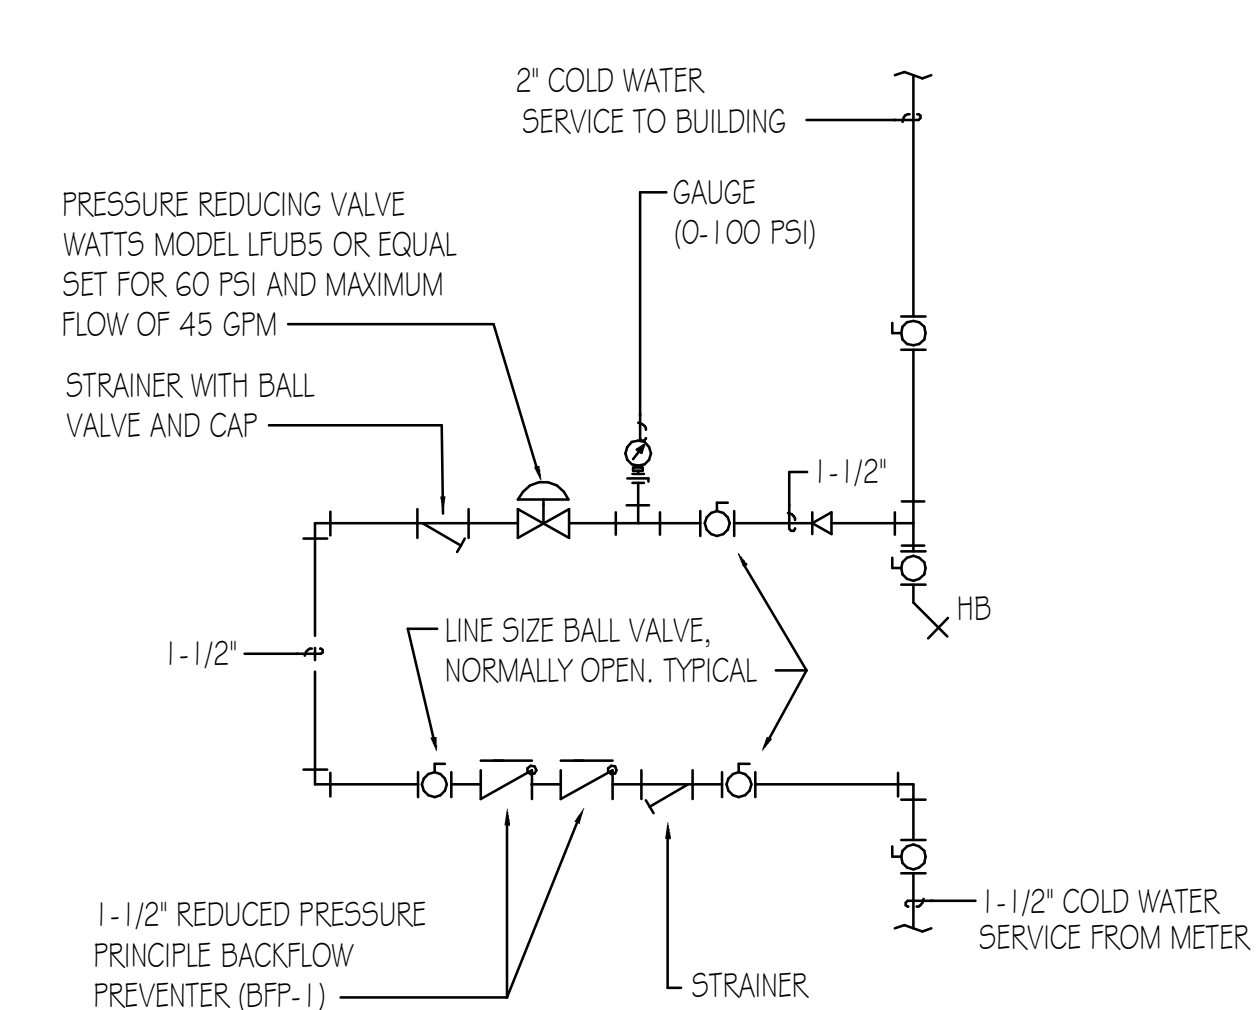 2" COLD WATER
SERVICE TO BUILDING
GAUGE
(0-100 PSI)
PRESSURE REDUCING VALVE
WATTS MODEL LFUB5 OR EQUAL
SET FOR 60 PSI AND MAXIMUM
FLOW OF 45 GPM
STRAINER WITH BALL
VALVE AND CAP
1-1/2"
HB
LINE SIZE BALL VALVE,
NORMALLY OPEN. TYPICAL
1-1/2"
1-1/2" REDUCED PRESSURE
PRINCIPLE BACKFLOW
PREVENTER (BFP-1)
STRAINER
1-1/2" COLD WATER
SERVICE FROM METER